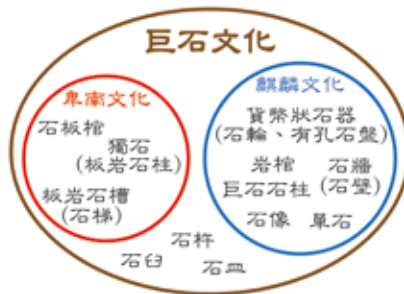 巨石文化
卑南文化
石板棺
獨石
(板岩石柱)
板岩石槽
(石梯)
麒麟文化
貨幣狀石器
(石輪、有孔石盤)
岩棺 石牆
巨石石柱 (石壁)
石像 單石
石杵
石臼 石皿